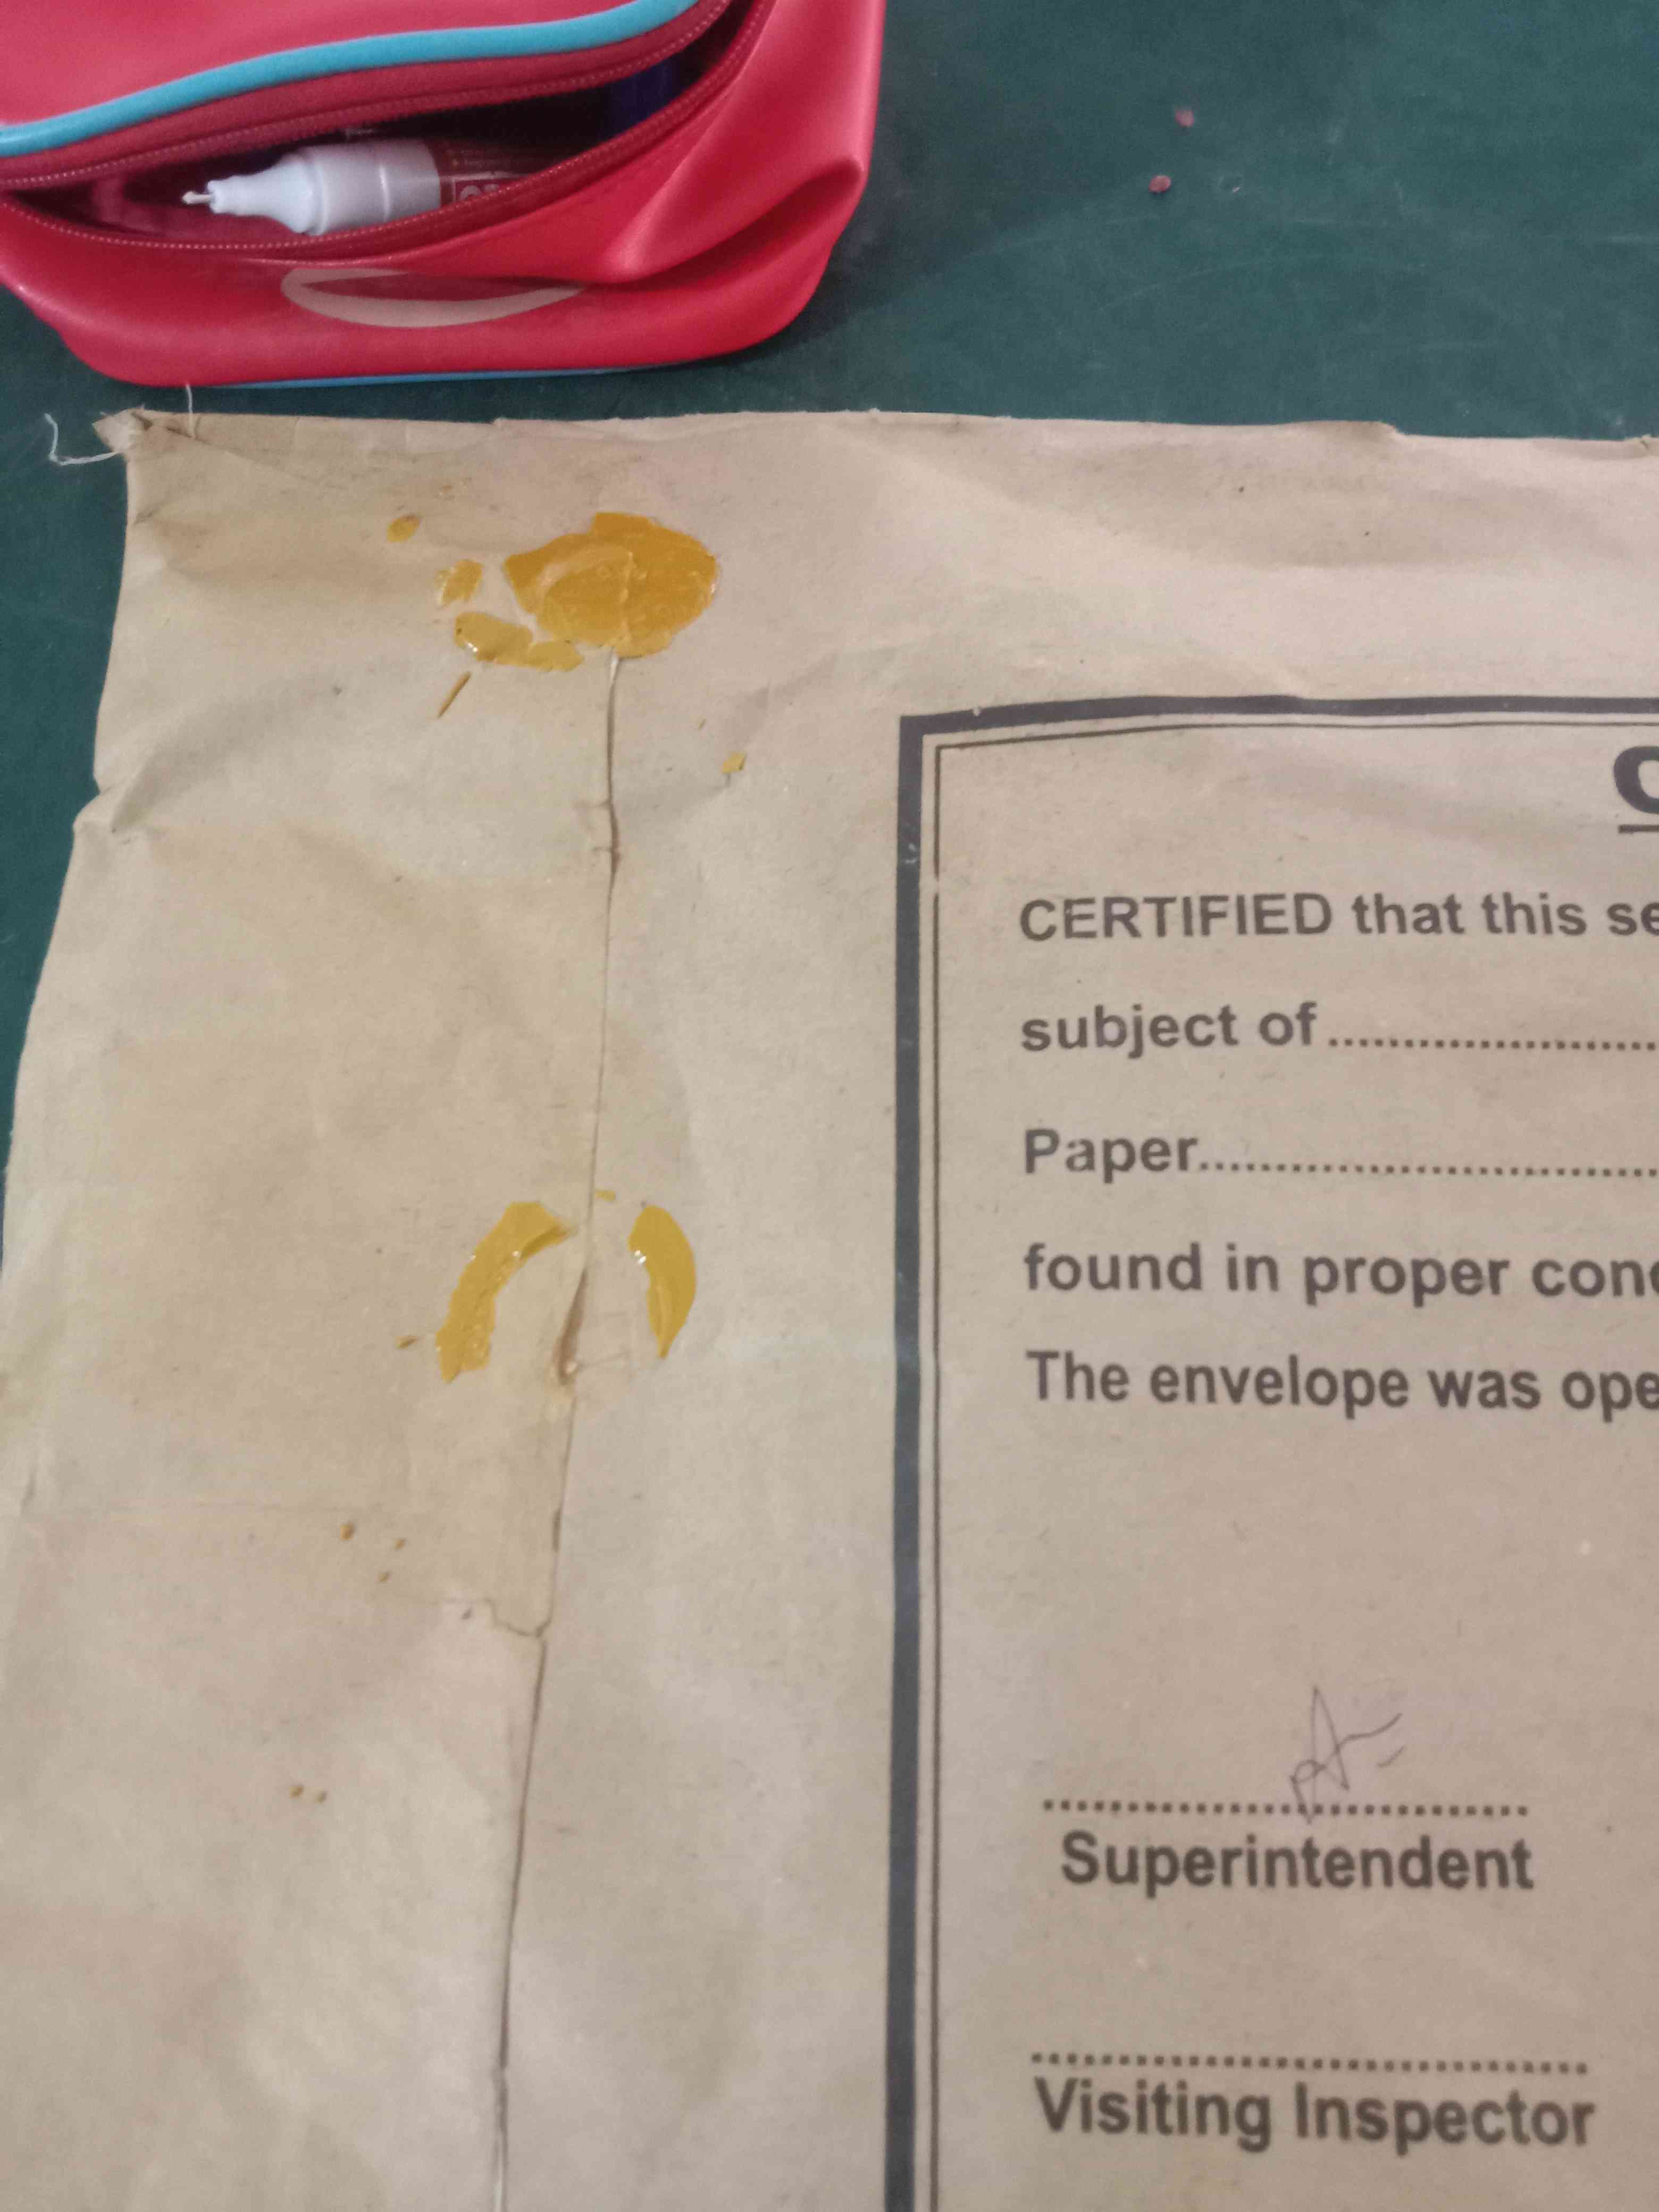 CERTIFIED that this se
subject of..........................
Paper....................................
found in proper con
The envelope was ope
Superintendent
Visiting Inspector